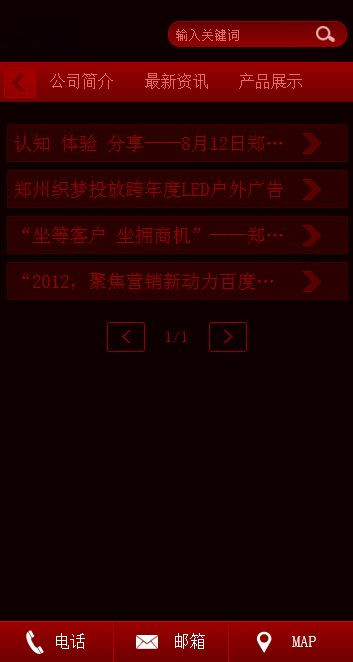 输入关键词
公司简介 最新资讯 产品展示
认知 体验 分享——8月12日郑…
郑州织梦投放跨年度LED户外广告
“坐等客户 坐拥商机”——郑…
“2012，聚焦营销新动力百度…
1/1
电话 邮箱 MAP